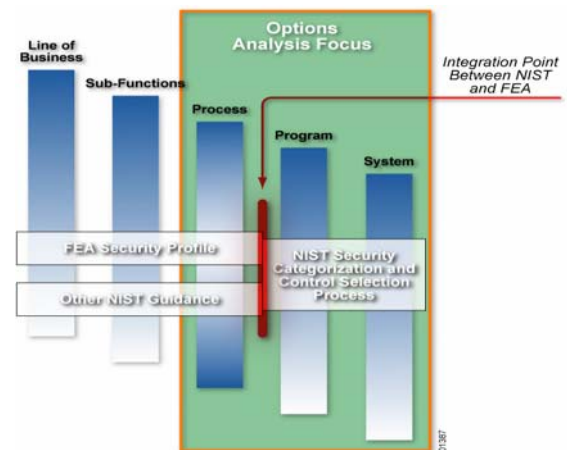 Options
Analysis Focus
Line of
Business
Sub-Functions
Process
Program
System
Integration Point
Between NIST
and FEA
FEA Security Profile
Other NIST Guidance
NIST Security
Categorization and
Control Selection
Process
01387